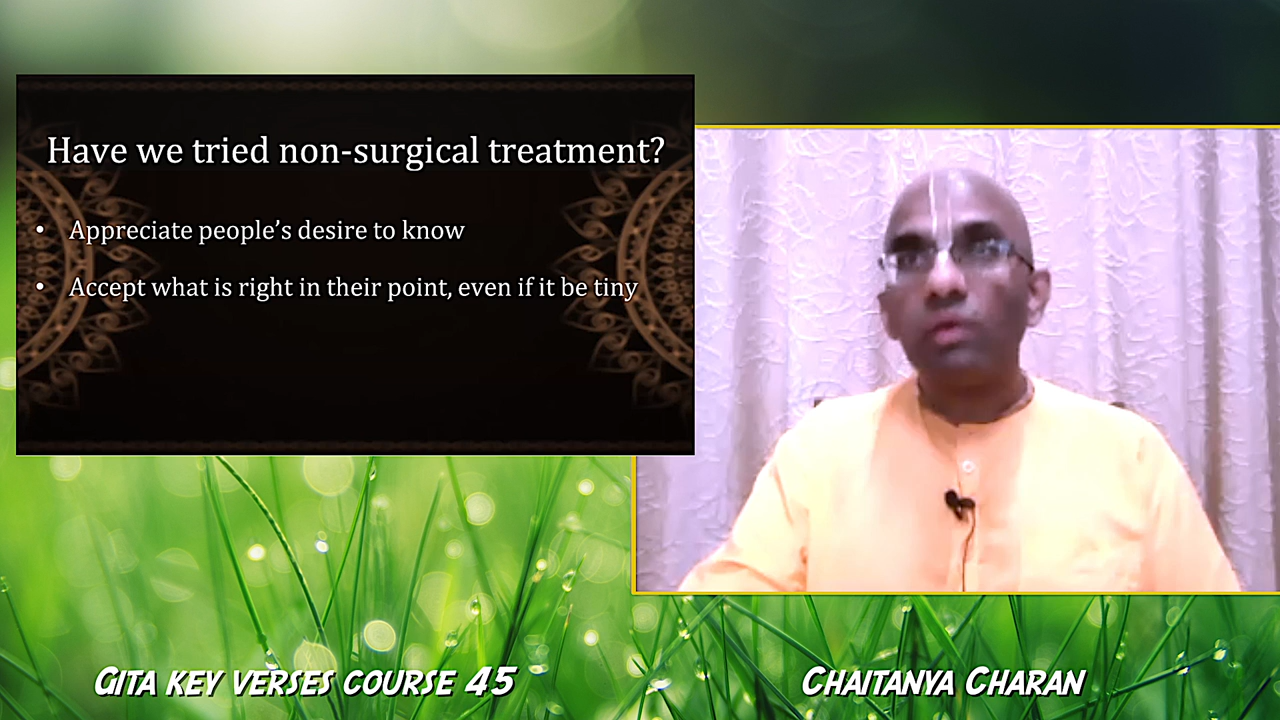 Have we tried non-surgical treatment?
• Appreciate people’s desire to know
• Accept what is right in their point, even if it be tiny
Gita key verses course 45
Chaitanya Charan